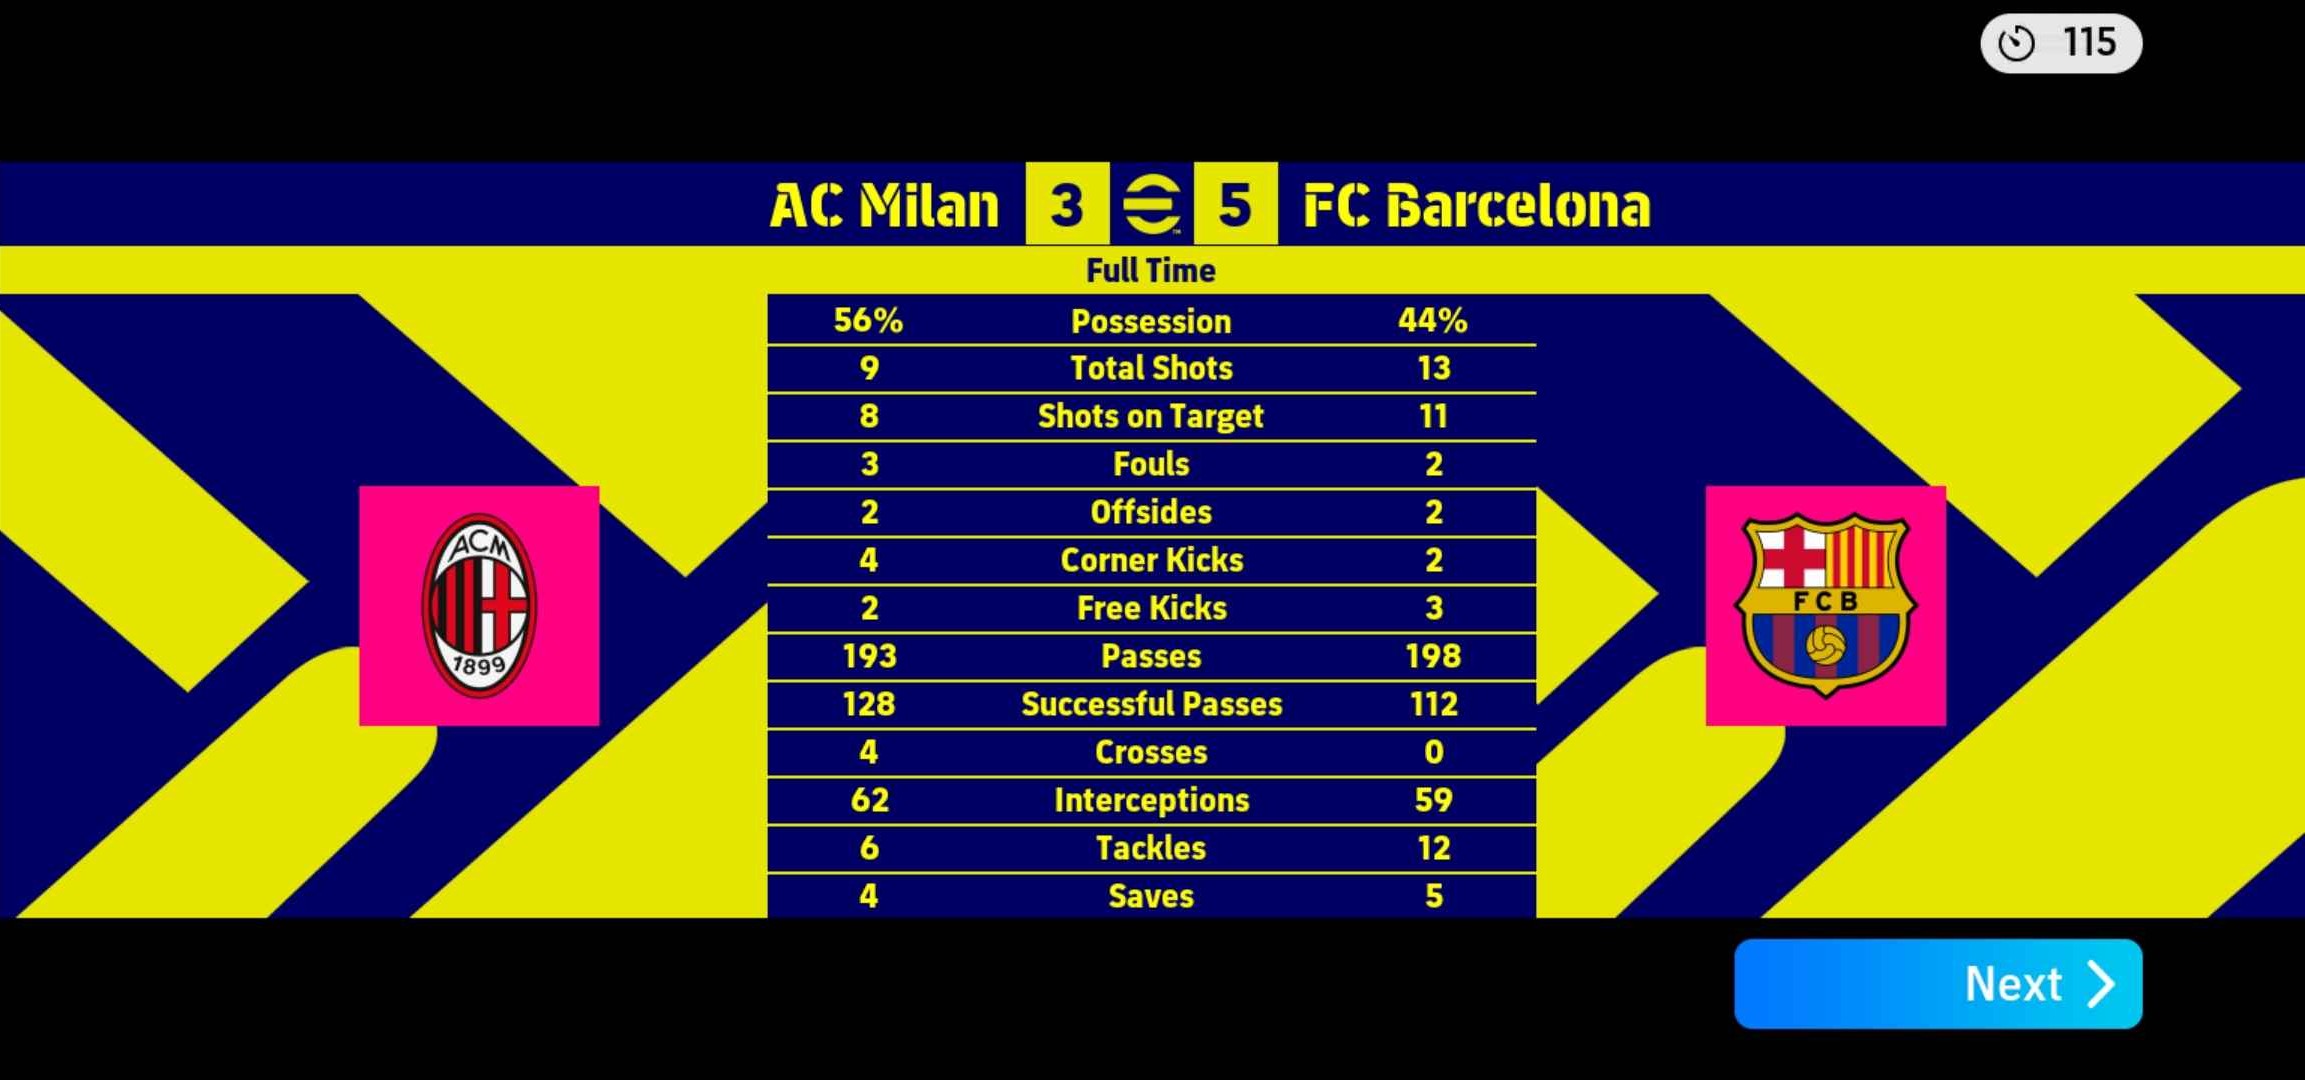 115
AC Milan 3 5 FC Barcelona
Full Time
56% Possession 44%
9 Total Shots 13
8 Shots on Target 11
3 Fouls 2
2 Offsides 2
4 Corner Kicks 2
2 Free Kicks 3
193 Passes 198
128 Successful Passes 112
4 Crosses 0
62 Interceptions 59
6 Tackles 12
4 Saves 5
ACM
1899
FCB
Next